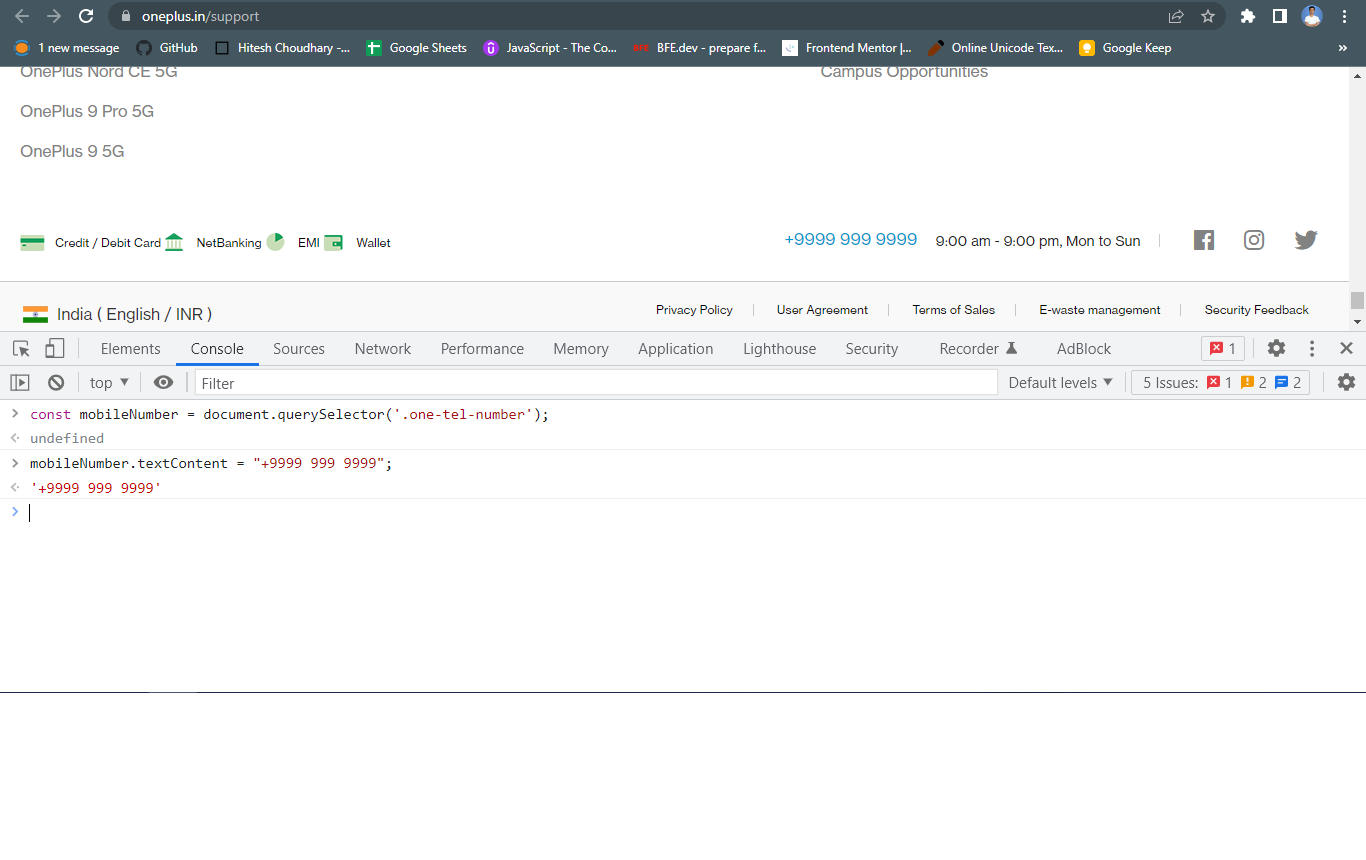 oneplus.in/support
1 new message GitHub Hitesh Choudhary -... Google Sheets JavaScript - The Co... BFE.dev - prepare f... Frontend Mentor |... Online Unicode Tex... Google Keep »
OnePlus Nord CE 5G Campus Opportunities
OnePlus 9 Pro 5G
OnePlus 9 5G
Credit / Debit Card NetBanking EMI Wallet +9999 999 9999 9:00 am - 9:00 pm, Mon to Sun
India ( English / INR ) Privacy Policy User Agreement Terms of Sales E-waste management Security Feedback
Elements Console Sources Network Performance Memory Application Lighthouse Security Recorder AdBlock 1
top Filter Default levels 5 Issues: 1 2 2
const mobileNumber = document.querySelector('.one-tel-number');
undefined
mobileNumber.textContent = "+9999 999 9999";
'+9999 999 9999'